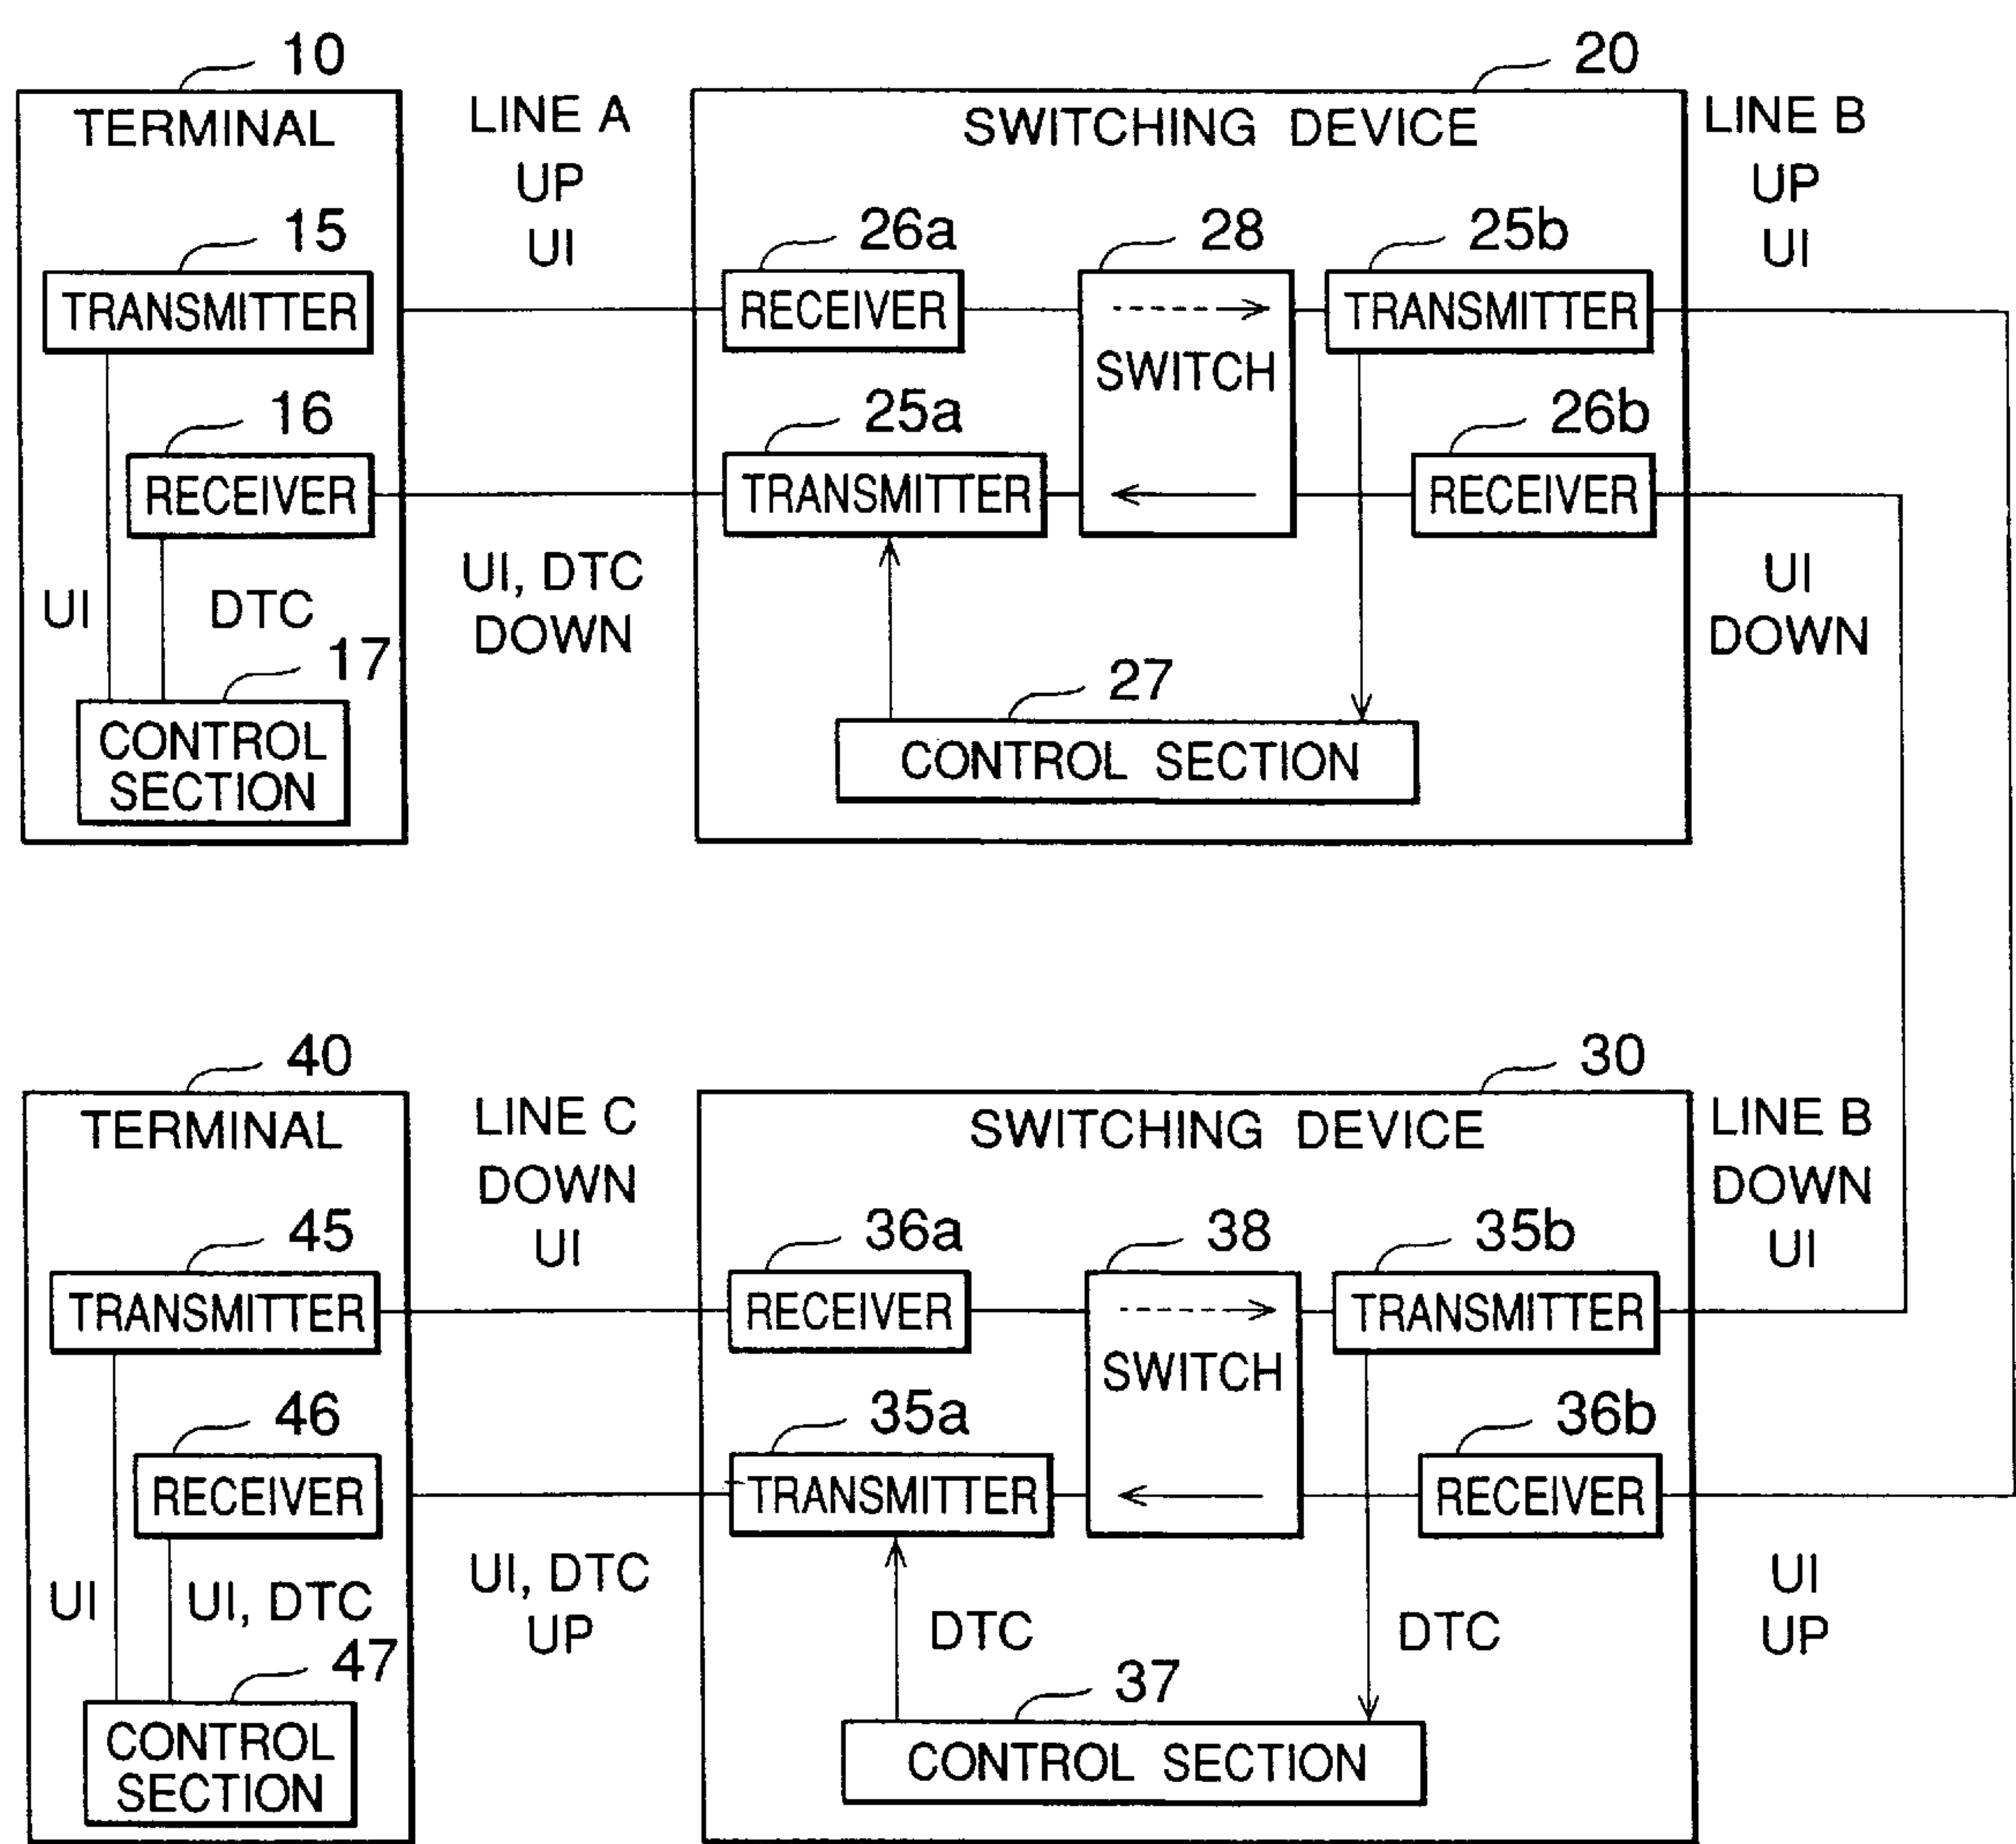 10
20
TERMINAL
LINE A
UP
UI
SWITCHING DEVICE
LINE B
UP
UI
15
26a
28
25b
TRANSMITTER
RECEIVER
SWITCH
TRANSMITTER
16
25a
26b
RECEIVER
TRANSMITTER
RECEIVER
UI
DTC
UI, DTC
DOWN
UI
DOWN
17
27
CONTROL
SECTION
CONTROL SECTION
40
30
TERMINAL
LINE C
DOWN
UI
SWITCHING DEVICE
LINE B
DOWN
UI
45
36a
38
35b
TRANSMITTER
RECEIVER
SWITCH
TRANSMITTER
46
35a
36b
RECEIVER
TRANSMITTER
RECEIVER
UI
UI, DTC
UI, DTC
UP
DTC
DTC
UI
UP
47
37
CONTROL
SECTION
CONTROL SECTION